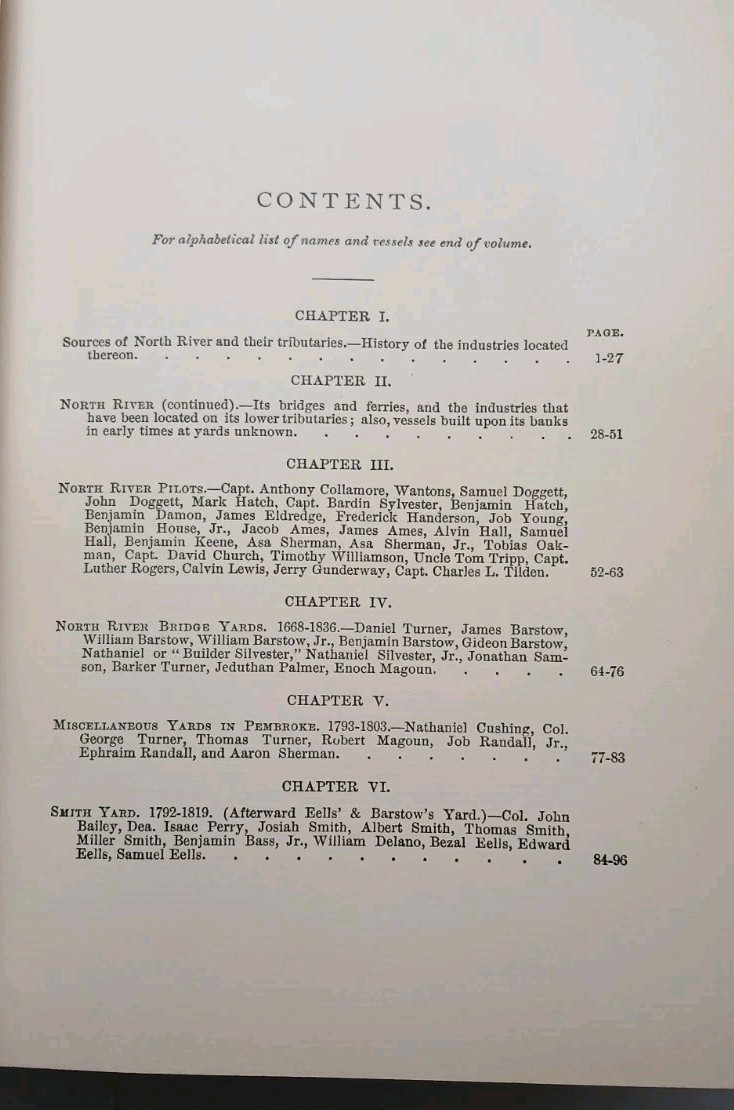 CONTENTS.
For alphabetical list of names and vessels see end of volume.
CHAPTER I.
PAGE.
Sources of North River and their tributaries.—History of the industries located
thereon. . . . . . . . . . . . . . . . 1-27
CHAPTER II.
NORTH RIVER (continued).—Its bridges and ferries, and the industries that
have been located on its lower tributaries; also, vessels built upon its banks
in early times at yards unknown. . . . . . . . . . 28-51
CHAPTER III.
NORTH RIVER PILOTS.—Capt. Anthony Collamore, Wantons, Samuel Doggett,
John Doggett, Mark Hatch, Capt. Bardin Sylvester, Benjamin Hatch,
Benjamin Damon, James Eldredge, Frederick Handerson, Job Young,
Benjamin House, Jr., Jacob Ames, James Ames, Alvin Hall, Samuel
Hall, Benjamin Keene, Asa Sherman, Asa Sherman, Jr., Tobias Oak-
man, Capt. David Church, Timothy Williamson, Uncle Tom Tripp, Capt.
Luther Rogers, Calvin Lewis, Jerry Gunderway, Capt. Charles L. Tilden. 52-63
CHAPTER IV.
NORTH RIVER BRIDGE YARDS. 1668-1836.—Daniel Turner, James Barstow,
William Barstow, William Barstow, Jr., Benjamin Barstow, Gideon Barstow,
Nathaniel or "Builder Silvester," Nathaniel Silvester, Jr., Jonathan Sam-
son, Barker Turner, Jeduthan Palmer, Enoch Magoun. . . . . 64-76
CHAPTER V.
MISCELLANEOUS YARDS IN PEMBROKE. 1793-1803.—Nathaniel Cushing, Col.
George Turner, Thomas Turner, Robert Magoun, Job Randall, Jr.,
Ephraim Randall, and Aaron Sherman. . . . . . . . 77-83
CHAPTER VI.
SMITH YARD. 1792-1819. (Afterward Eells' & Barstow's Yard.)—Col. John
Bailey, Dea. Isaac Perry, Josiah Smith, Albert Smith, Thomas Smith,
Miller Smith, Benjamin Bass, Jr., William Delano, Bezal Eells, Edward
Eells, Samuel Eells. . . . . . . . . . . . . 84-96